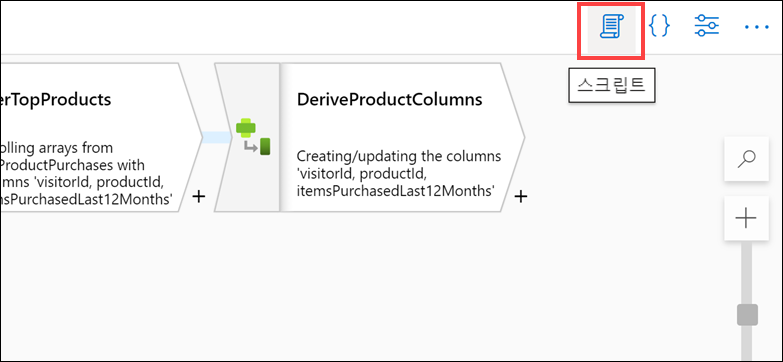 {}
...
스크립트
erTopProducts
olling arrays from
ProductPurchases with
mns 'visitorId, productId,
nsPurchasedLast12Months'
+
DeriveProductColumns
Creating/updating the columns
'visitorId, productId,
itemsPurchasedLast12Months'
+